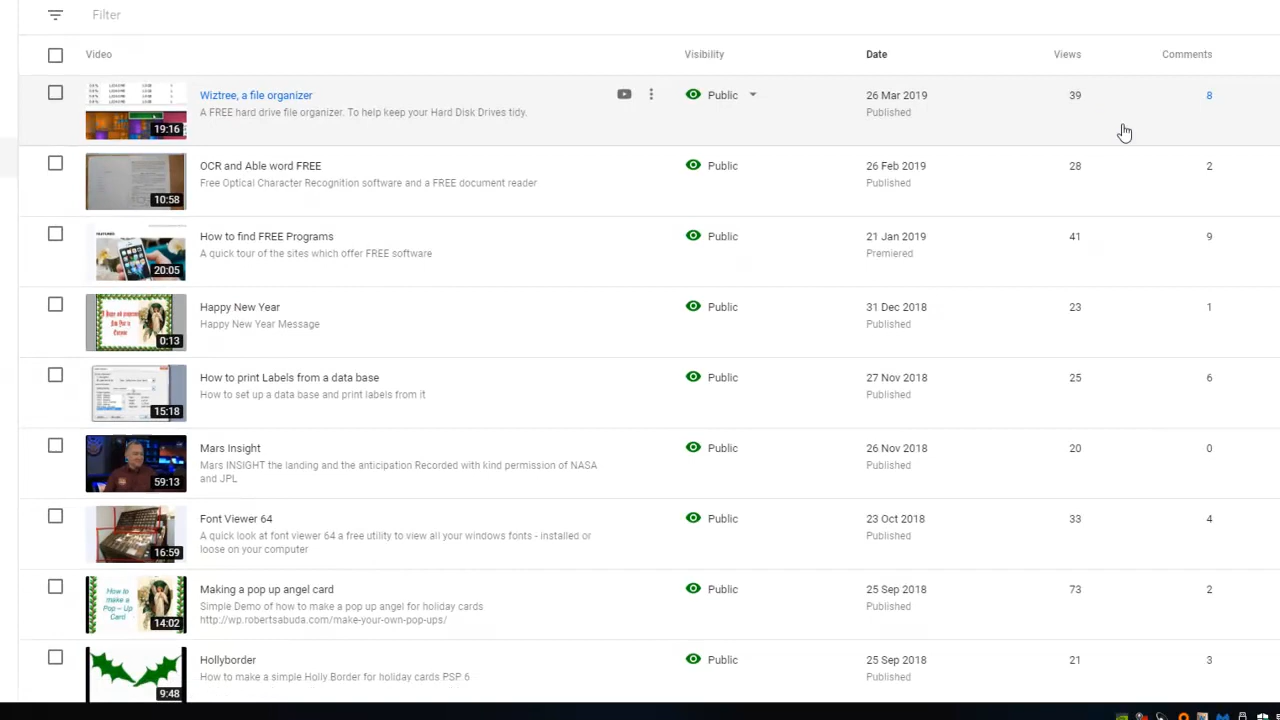 Filter
Video Visibility Date Views Comments
Wiztree, a file organizer Public 26 Mar 2019 39 8
A FREE hard drive file organizer. To help keep your Hard Disk Drives tidy. Published
19:16
OCR and Able word FREE Public 26 Feb 2019 28 2
Free Optical Character Recognition software and a FREE document reader Published
10:58
How to find FREE Programs Public 21 Jan 2019 41 9
A quick tour of the sites which offer FREE software Premiered
20:05
Happy New Year Public 31 Dec 2018 23 1
Happy New Year Message Published
0:13
How to print Labels from a data base Public 27 Nov 2018 25 6
How to set up a data base and print labels from it Published
15:18
Mars Insight Public 26 Nov 2018 20 0
Mars INSIGHT the landing and the anticipation Recorded with kind permission of NASA Published
and JPL
59:13
Font Viewer 64 Public 23 Oct 2018 33 4
A quick look at font viewer 64 a free utility to view all your windows fonts - installed or Published
loose on your computer
16:59
Making a pop up angel card Public 25 Sep 2018 73 2
How to
make a
Pop – Up
Card
Simple Demo of how to make a pop up angel for holiday cards Published
http://wp.robertsabuda.com/make-your-own-pop-ups/
14:02
Hollyborder Public 25 Sep 2018 21 3
How to make a simple Holly Border for holiday cards PSP 6 Published
9:48